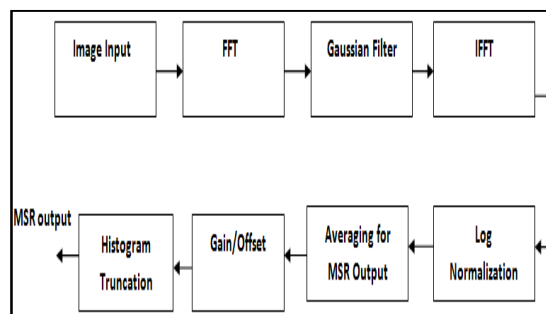 Image Input
FFT
Gaussian Filter
IFFT
MSR output
Histogram
Truncation
Gain/Offset
Averaging for
MSR Output
Log
Normalization